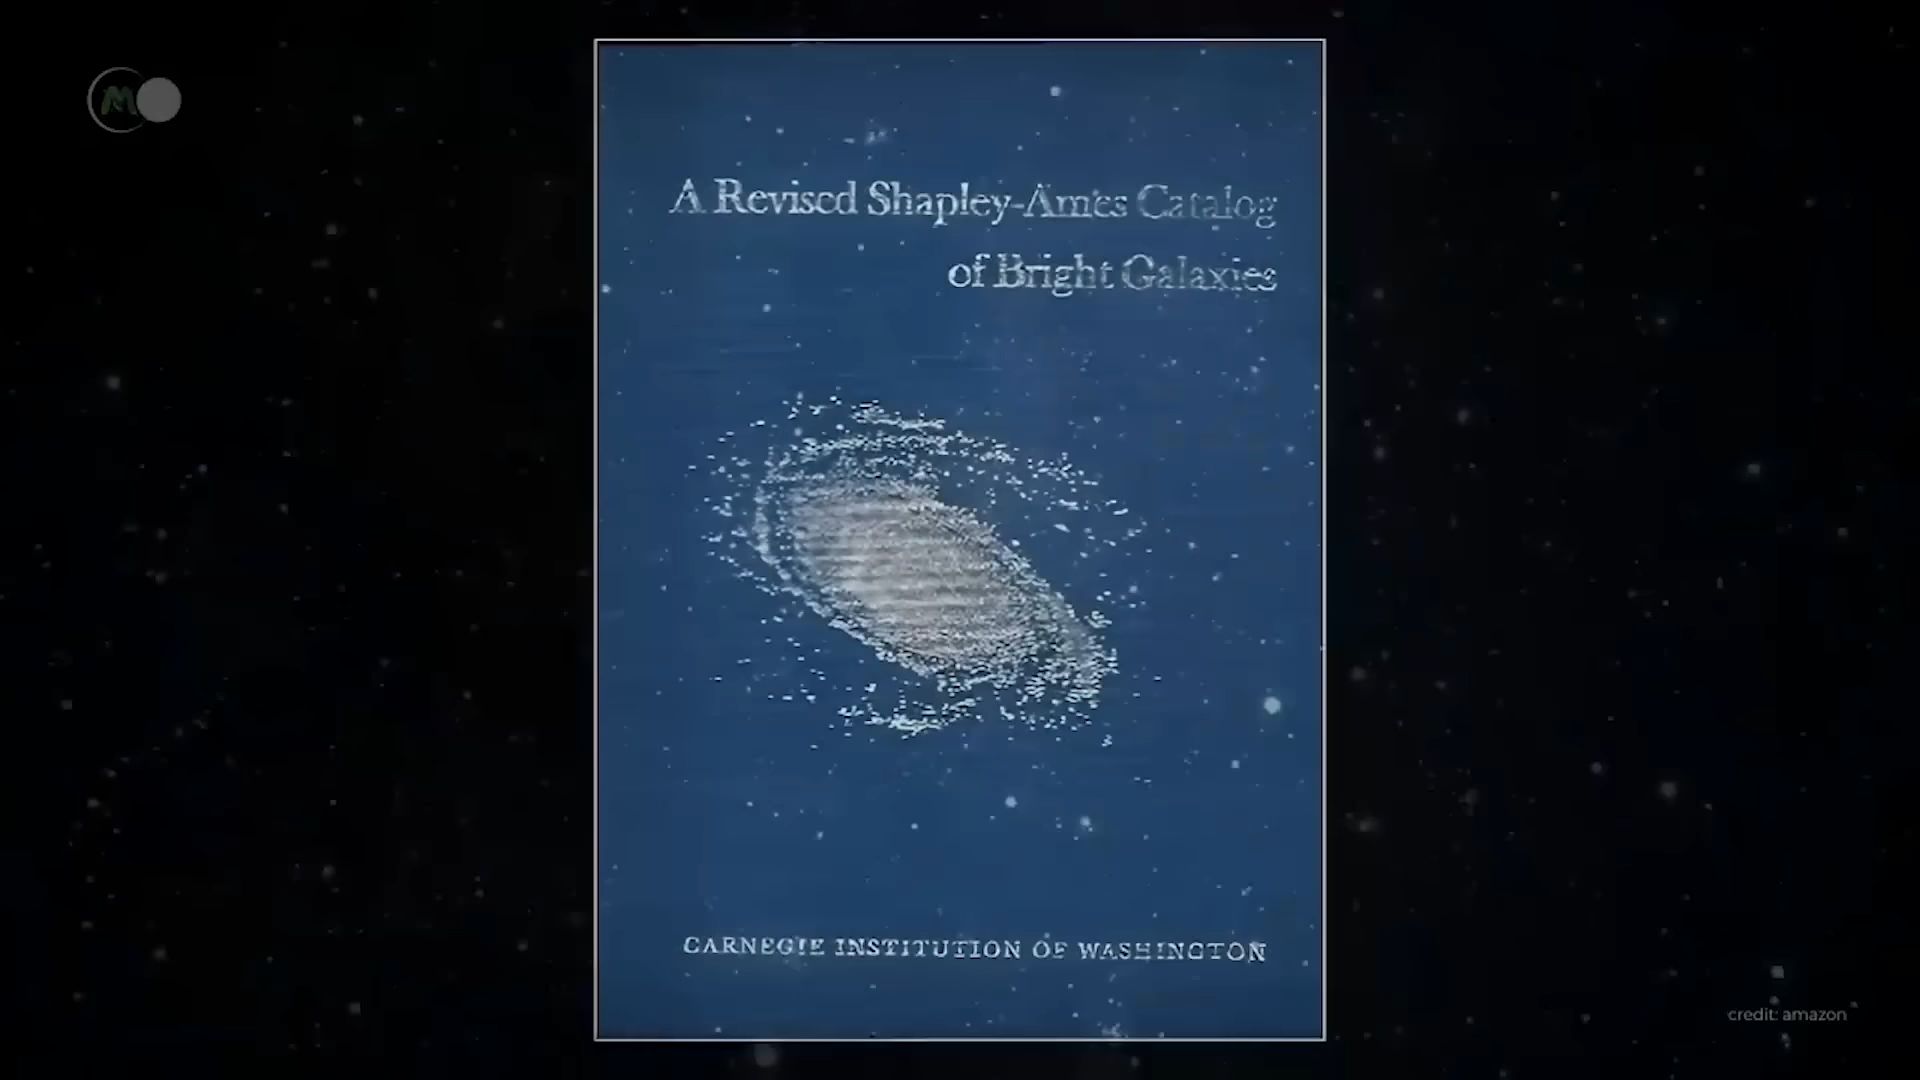 M
A Revised Shapley-Ames Catalog
of Bright Galaxies
CARNEGIE INSTITUTION OF WASHINGTON
credit: amazon